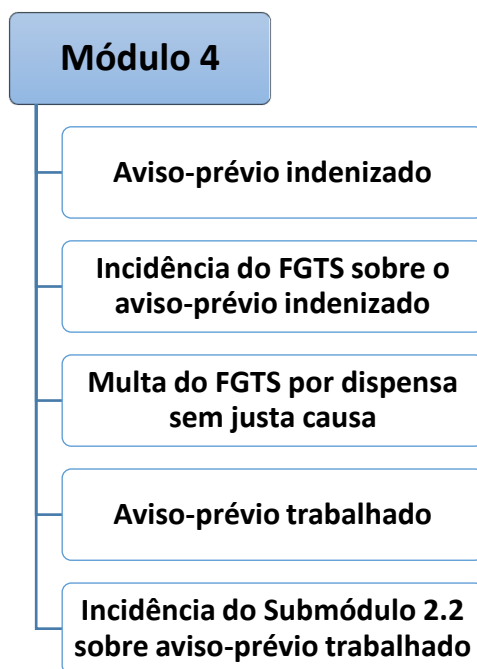 Módulo 4
Aviso-prévio indenizado
Incidência do FGTS sobre o
aviso-prévio indenizado
Multa do FGTS por dispensa
sem justa causa
Aviso-prévio trabalhado
Incidência do Submódulo 2.2
sobre aviso-prévio trabalhado